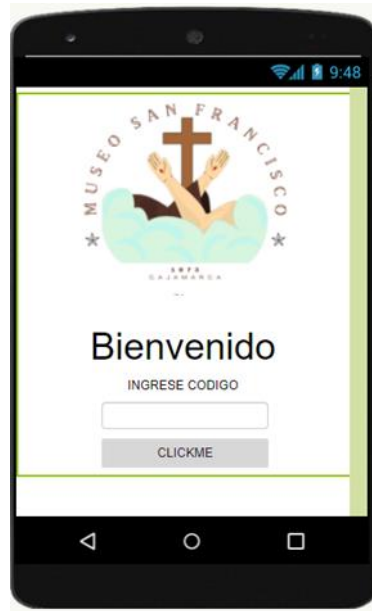 9:48
MUSEO SAN FRANCISCO
CAJAMARCA
Bienvenido
INGRESE CODIGO
CLICKME